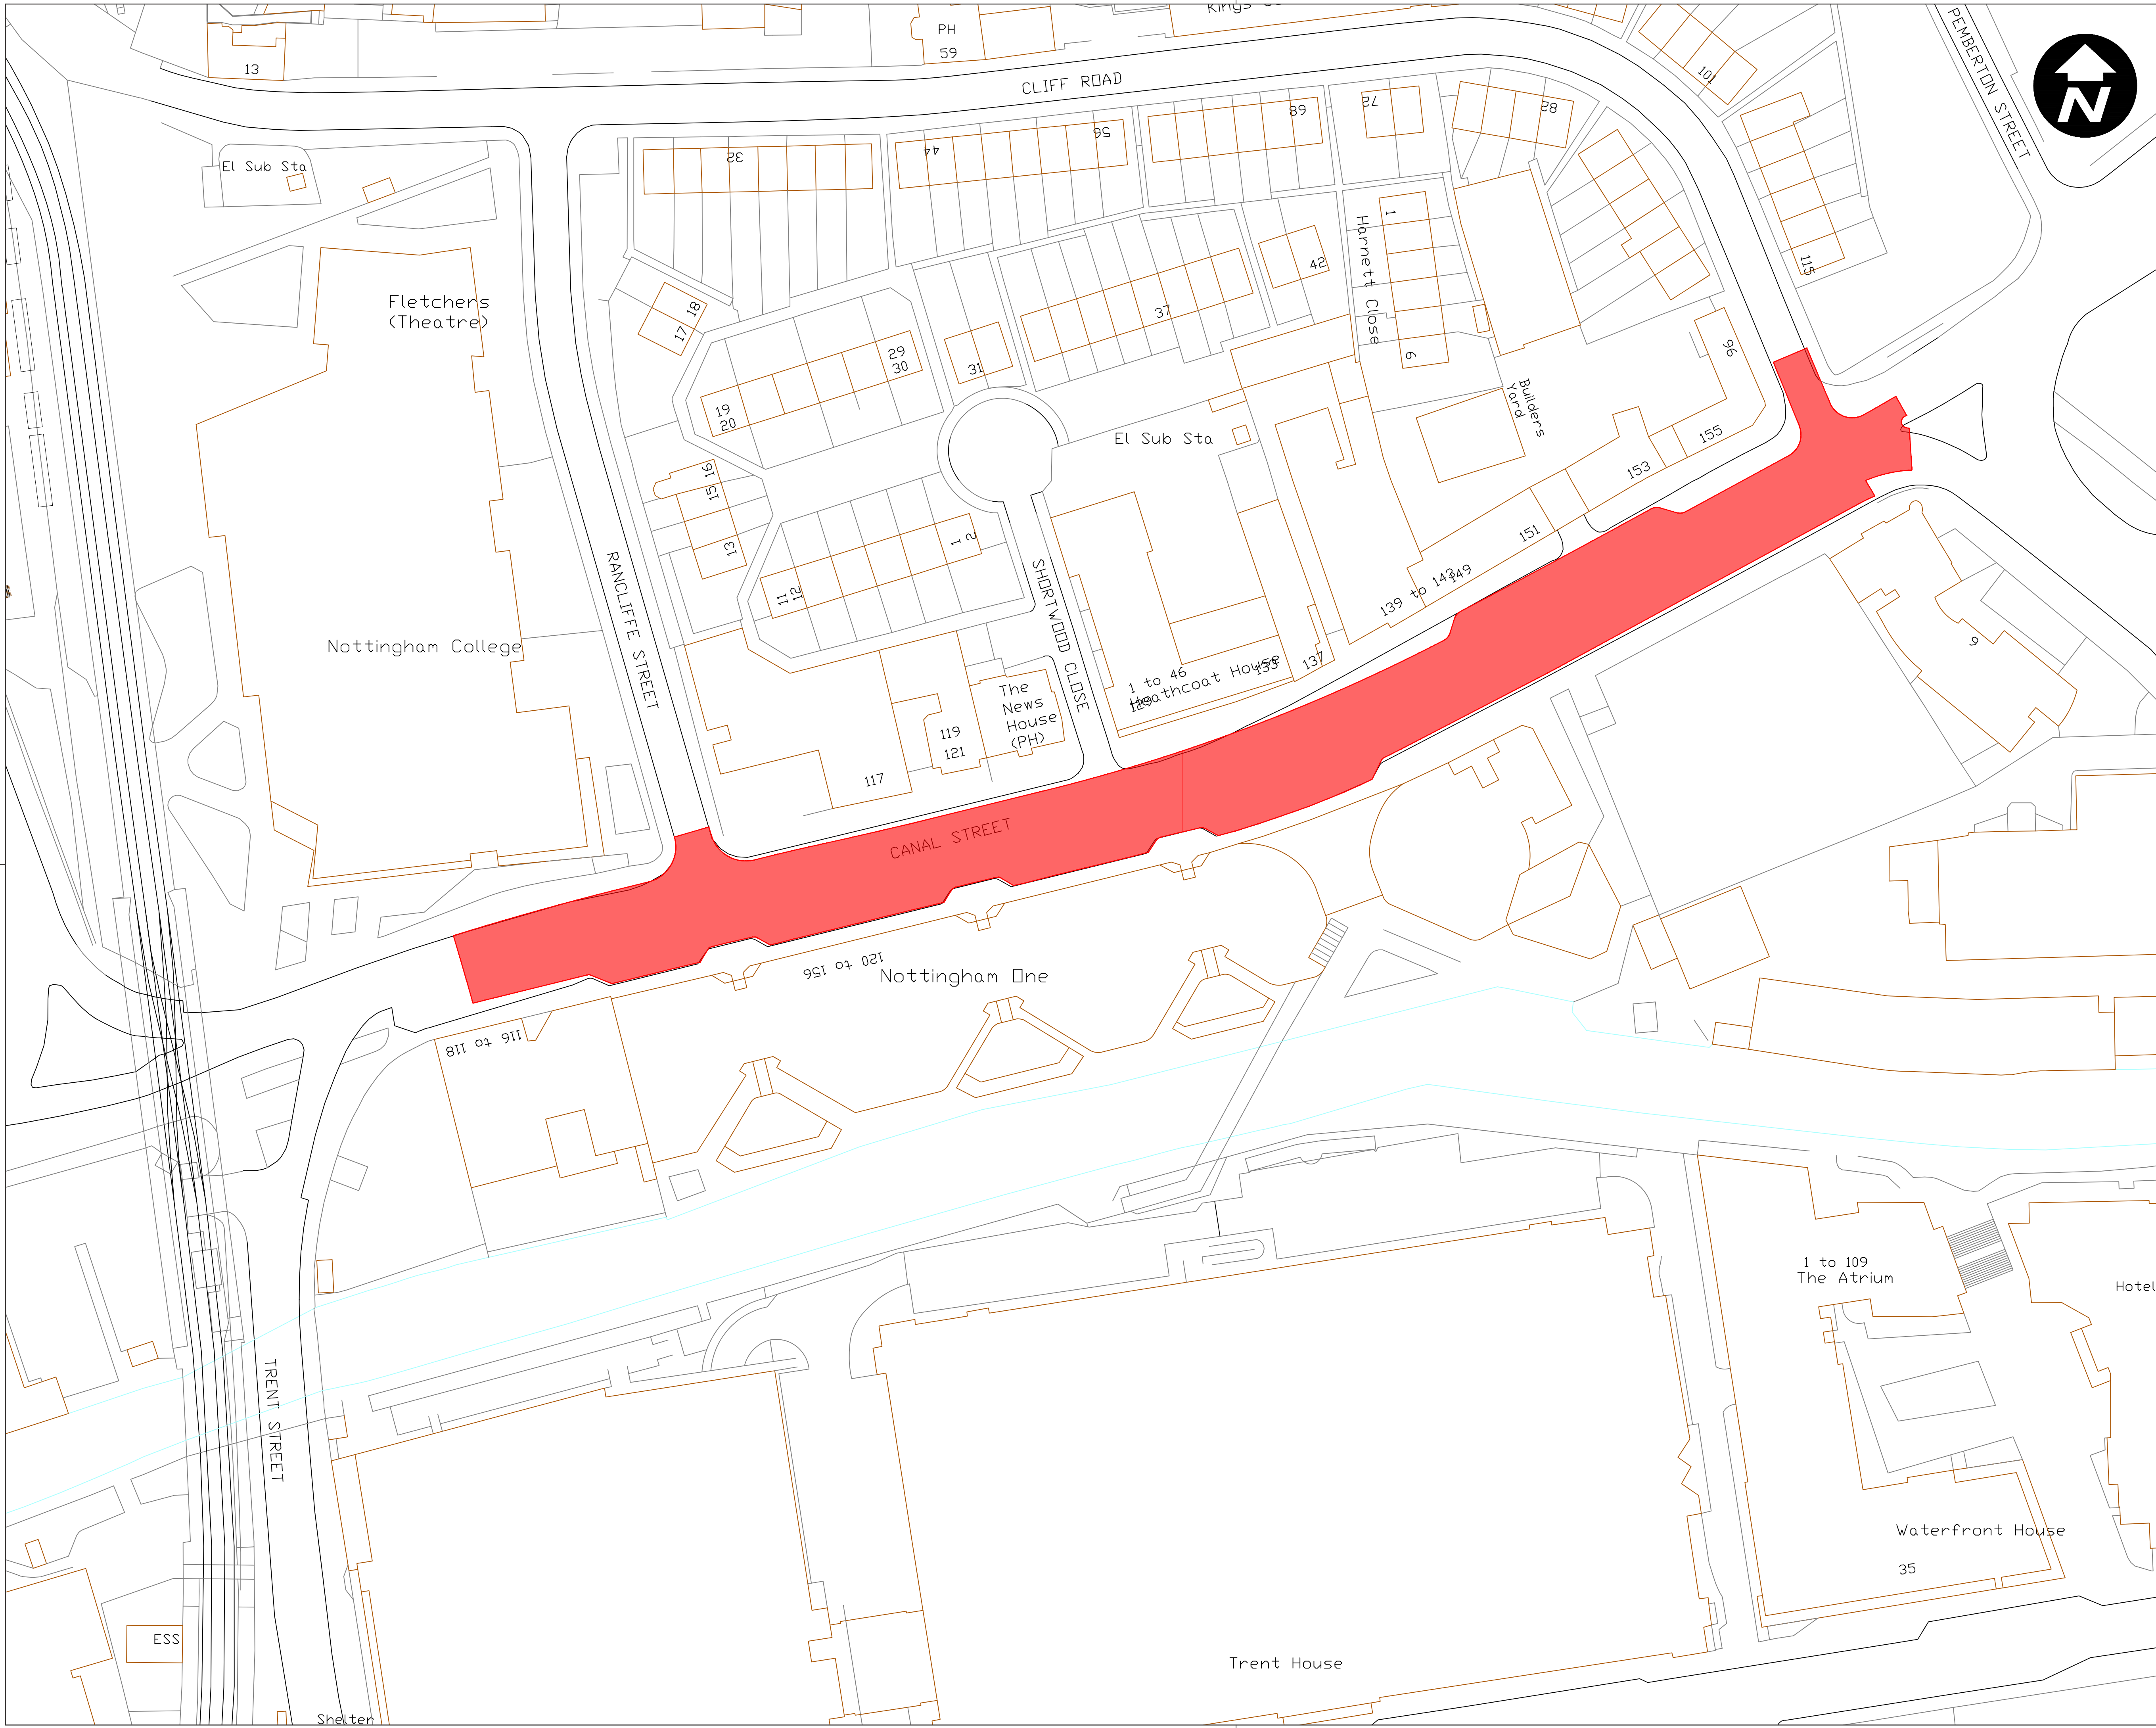 Kings
PH
59
13
CLIFF ROAD
PEMBERTON STREET
N
101
72
82
68
56
44
32
El Sub Sta
115
Harnett Close
1
6
42
37
Fletchers
(Theatre)
18
17
29
30
31
19
20
96
Builders
Yard
El Sub Sta
155
153
151
149
139 to 143
16
15
13
1
2
12
11
RANCLIFFE STREET
SHORTWOOD CLOSE
Nottingham College
The
News
House
(PH)
119
121
117
1 to 46
Heathcoat House
129
133
137
9
CANAL STREET
120 to 156
Nottingham One
116 to 118
TRENT STREET
1 to 109
The Atrium
Hotel
Waterfront House
35
ESS
Trent House
Shelter